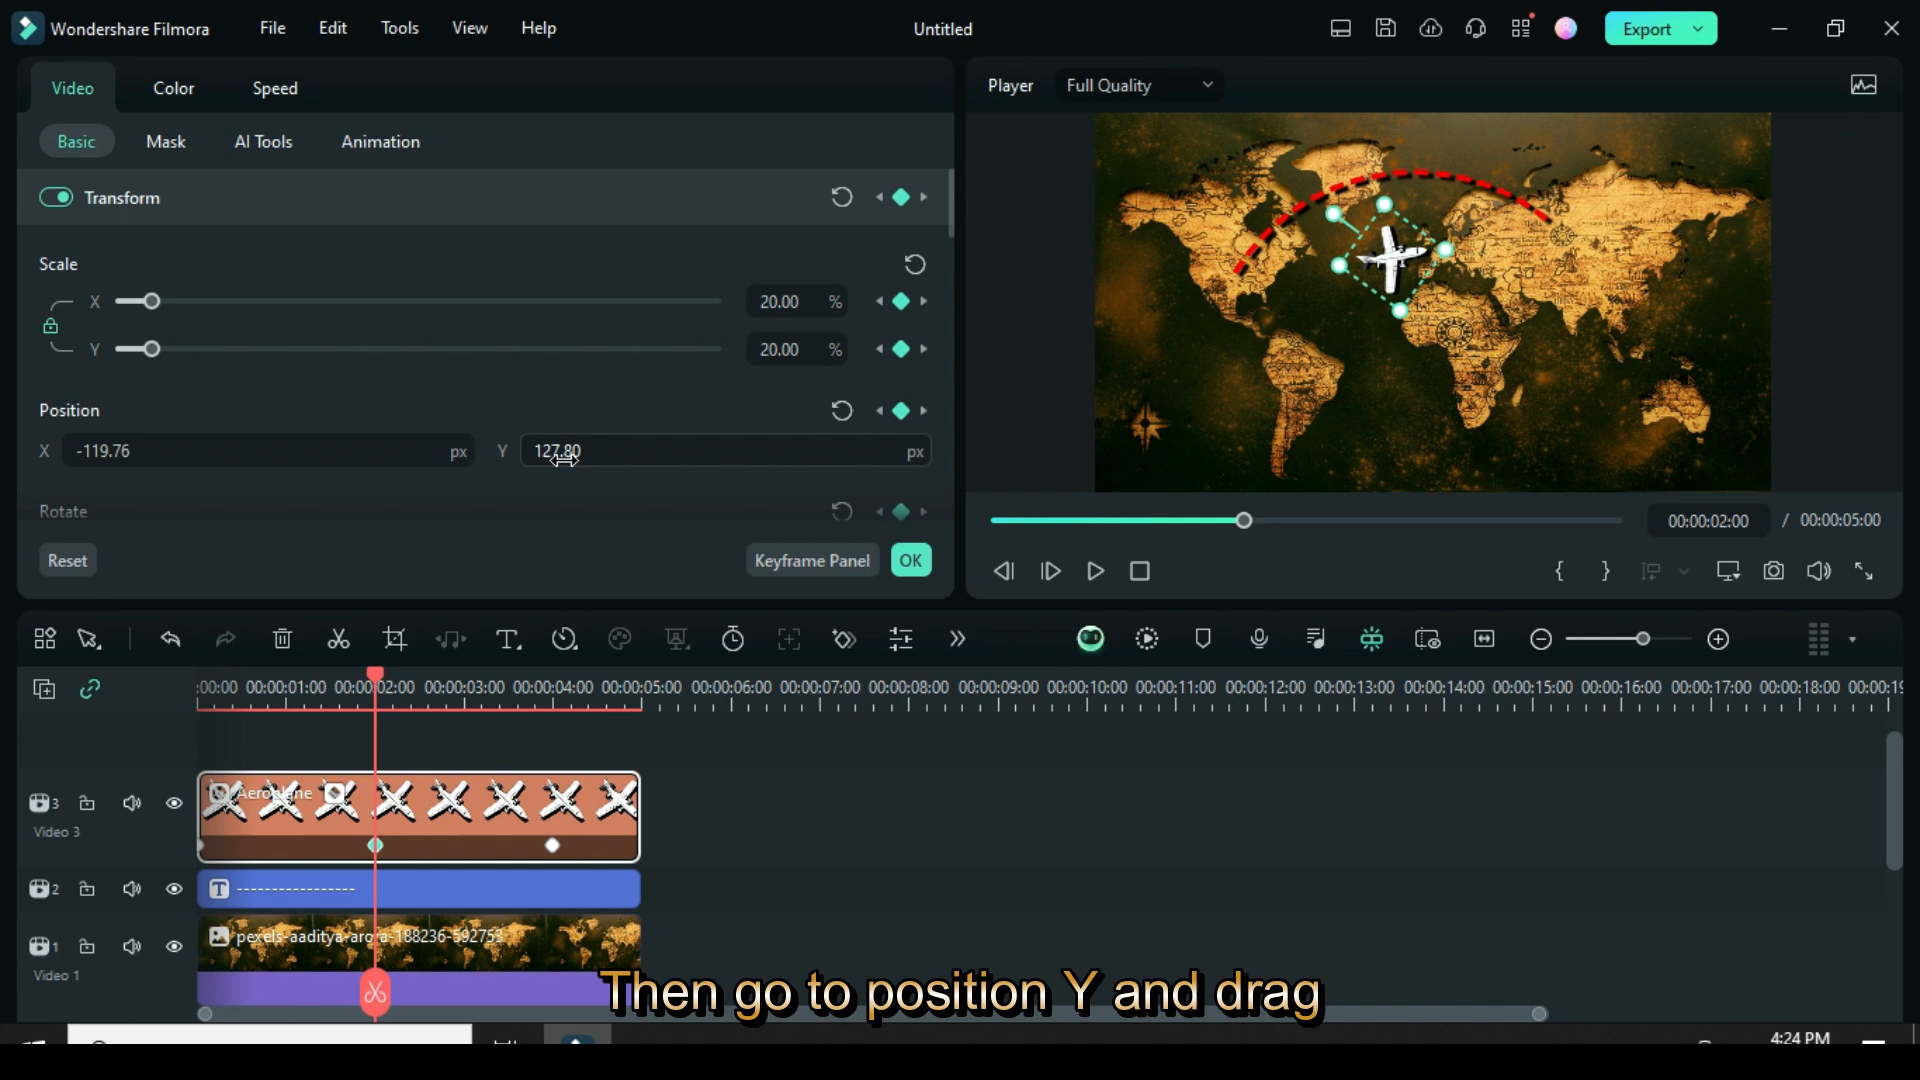 Wondershare Filmora File Edit Tools View Help Untitled Export
Video Color Speed
Player Full Quality
Basic Mask AI Tools Animation
Transform
Scale
X 20.00 %
Y 20.00 %
Position
X -119.76 px Y 127.80 px
Rotate
00:00:02:00 / 00:00:05:00
Reset Keyframe Panel OK
:00:00 00:00:01:00 00:00:02:00 00:00:03:00 00:00:04:00 00:00:05:00 00:00:06:00 00:00:07:00 00:00:08:00 00:00:09:00 00:00:10:00 00:00:11:00 00:00:12:00 00:00:13:00 00:00:14:00 00:00:15:00 00:00:16:00 00:00:17:00 00:00:18:00 00:00:19
3 Aeroplane
Video 3
2 T -----------------
1 pexels-aaditya-arora-188236-592753
Video 1
Then go to position Y and drag
4:24 PM